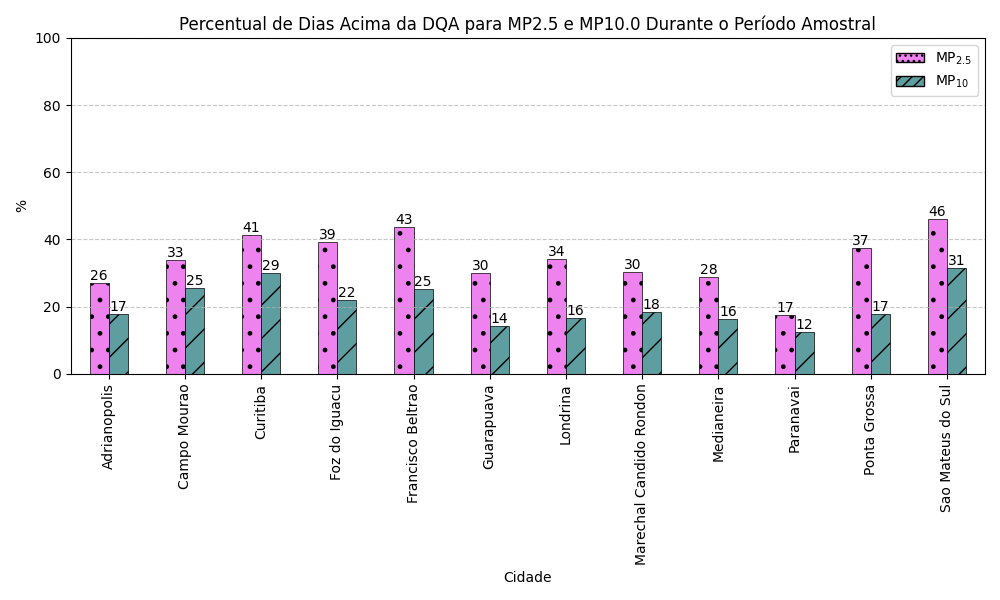 Percentual de Dias Acima da DQA para MP2.5 e MP10.0 Durante o Período Amostral
100
80
60
40
20
0
%
MP2.5
MP10
26
17
33
25
41
29
39
22
43
25
30
14
34
16
30
18
28
16
17
12
37
17
46
31
Adrianopolis
Campo Mourao
Curitiba
Foz do Iguacu
Francisco Beltrao
Guarapuava
Londrina
Marechal Candido Rondon
Medianeira
Paranavai
Ponta Grossa
Sao Mateus do Sul
Cidade